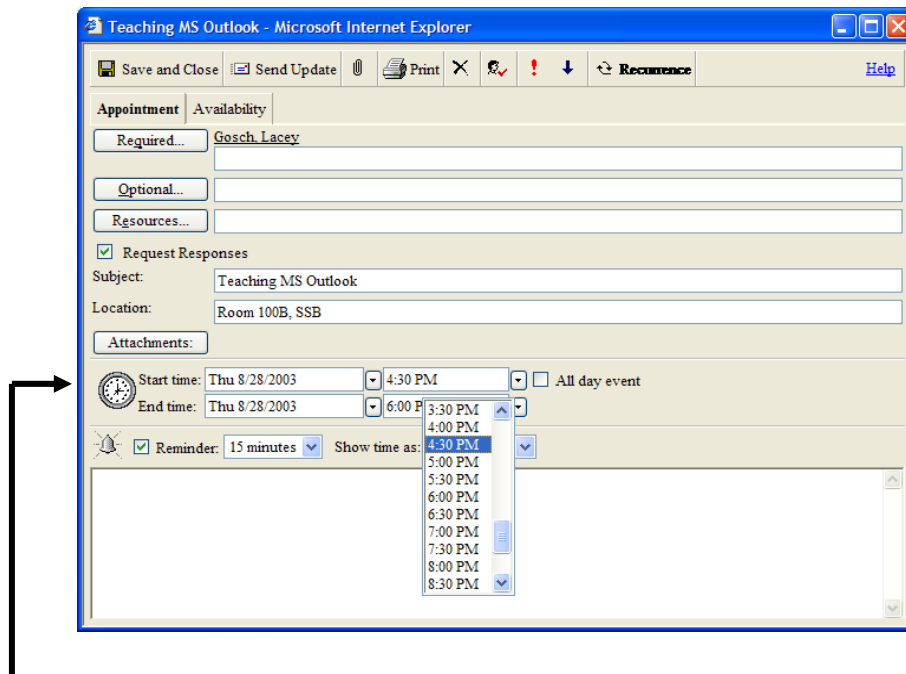 Teaching MS Outlook - Microsoft Internet Explorer
Save and Close Send Update Print Recurrence Help
Appointment Availability
Required... Gosch, Lacey
Optional...
Resources...
Request Responses
Subject: Teaching MS Outlook
Location: Room 100B, SSB
Attachments:
Start time: Thu 8/28/2003 4:30 PM All day event
End time: Thu 8/28/2003 6:00 P
3:30 PM
4:00 PM
4:30 PM
5:00 PM
5:30 PM
6:00 PM
6:30 PM
7:00 PM
7:30 PM
8:00 PM
8:30 PM
Reminder: 15 minutes Show time as: